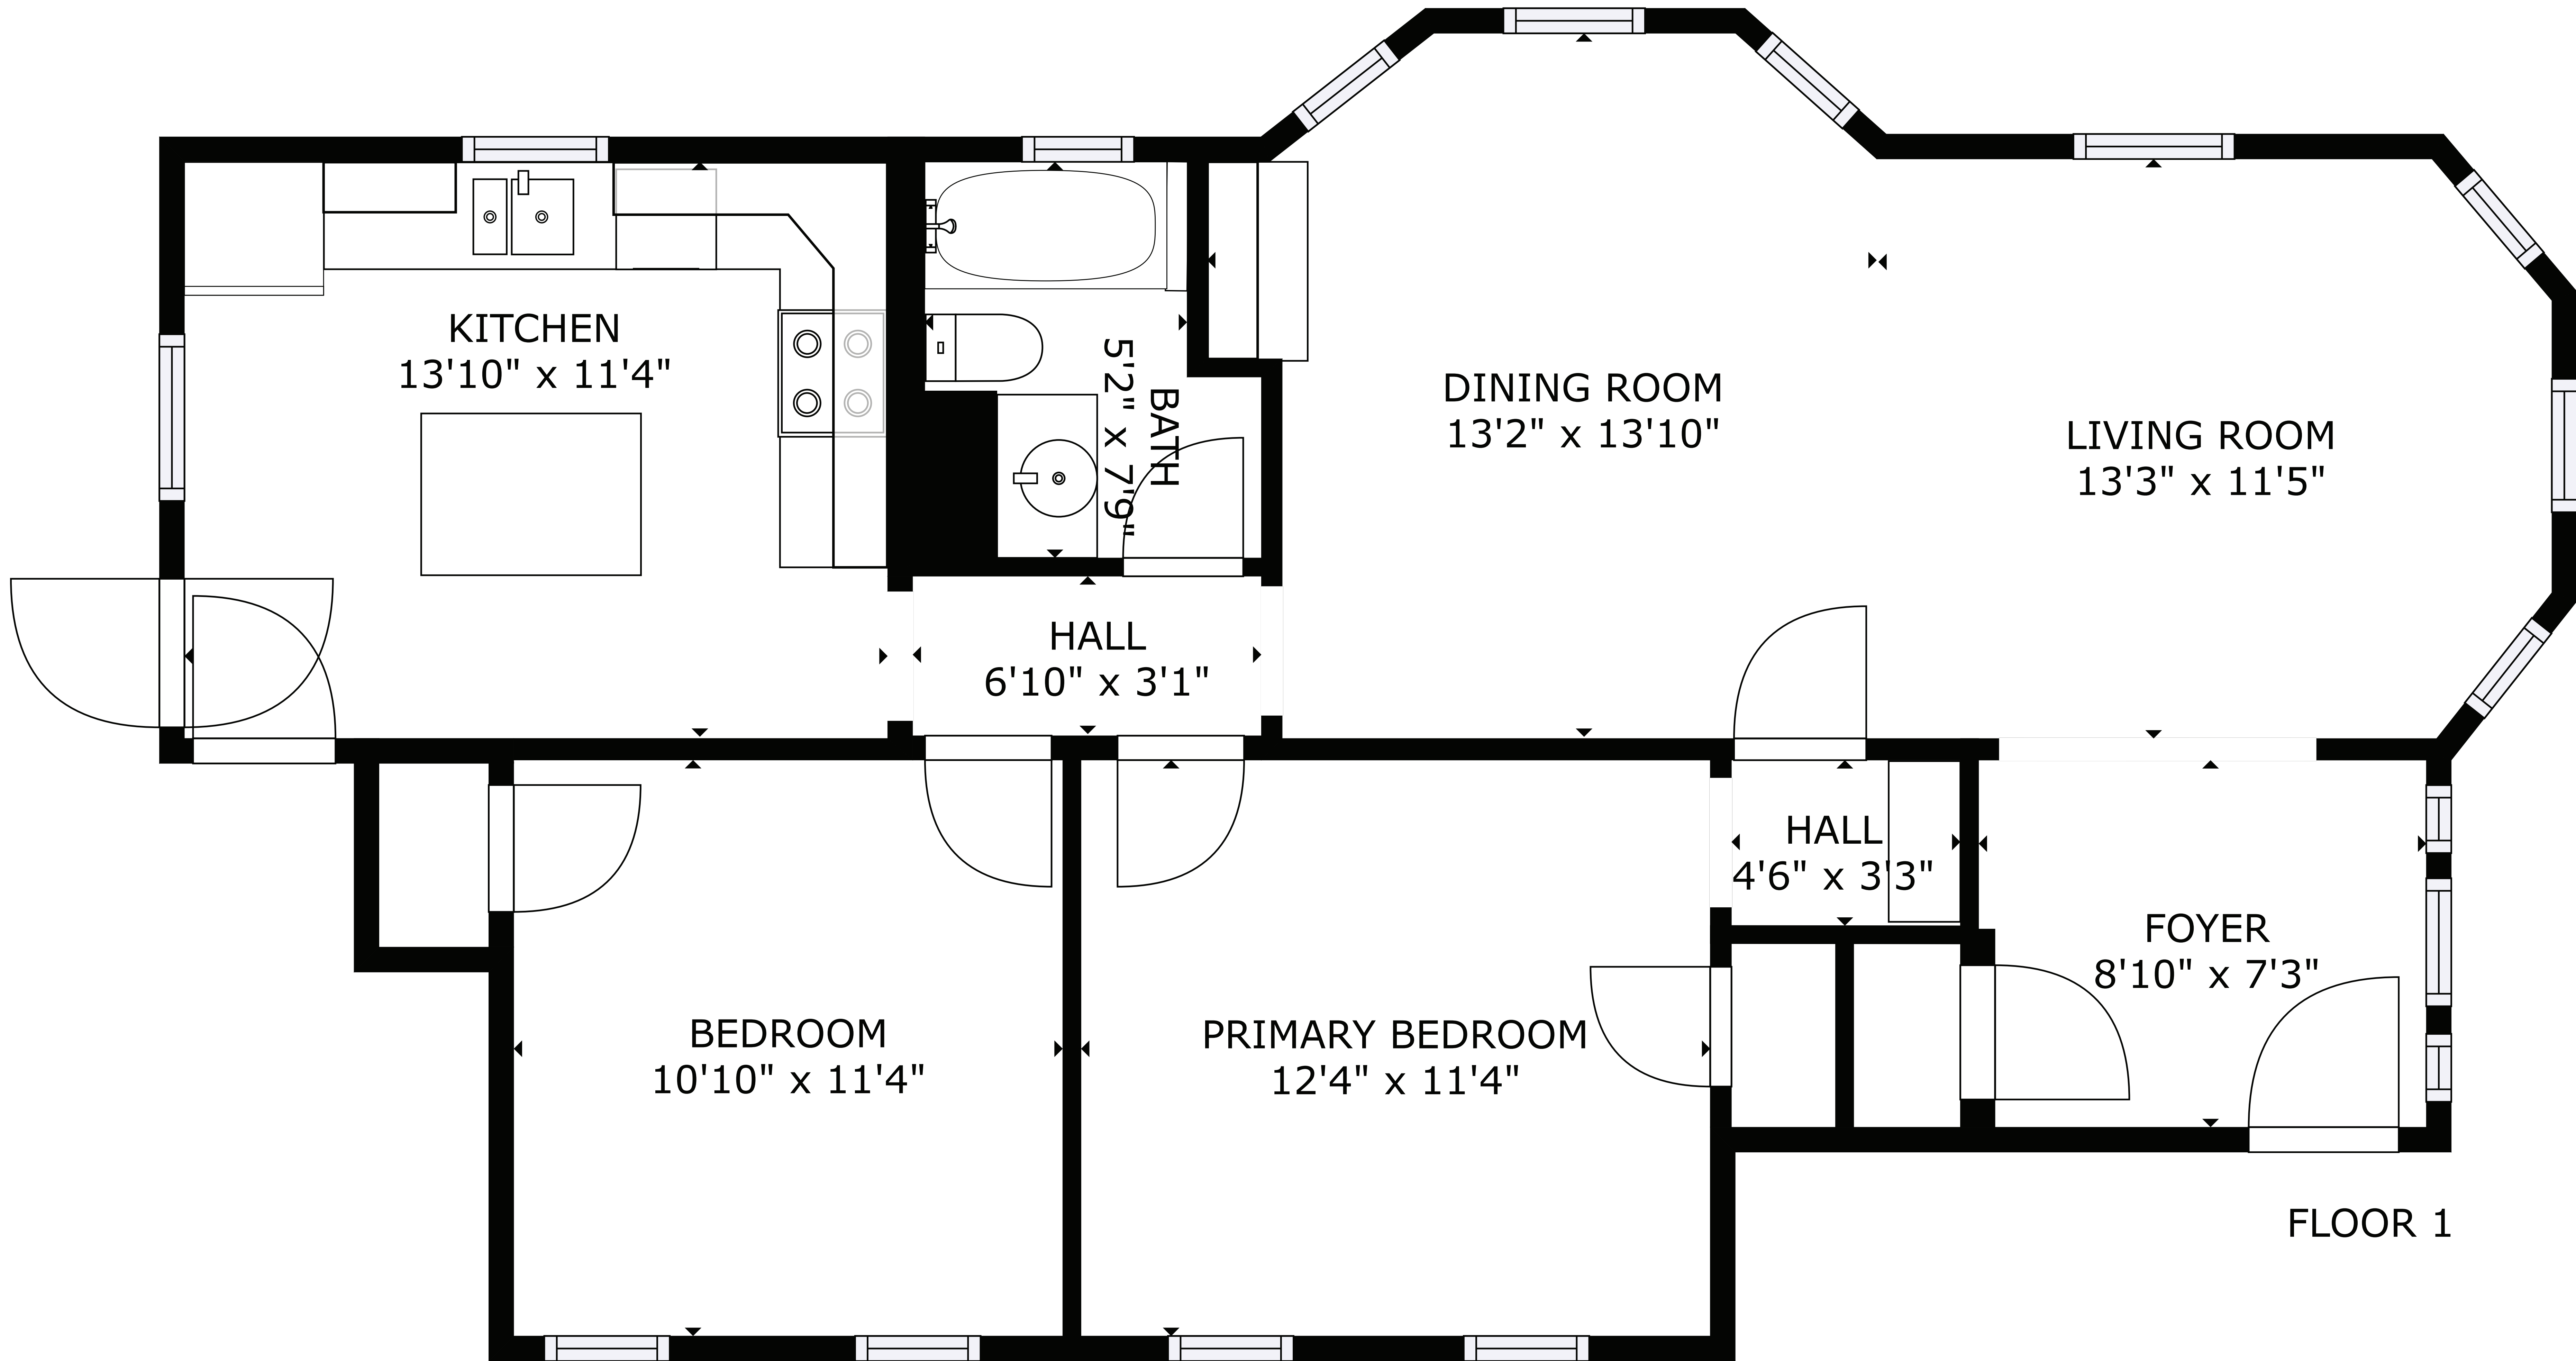 KITCHEN
13'10" x 11'4"
BATH
5'2" x 7'9"
DINING ROOM
13'2" x 13'10"
LIVING ROOM
13'3" x 11'5"
HALL
6'10" x 3'1"
HALL
4'6" x 3'3"
FOYER
8'10" x 7'3"
BEDROOM
10'10" x 11'4"
PRIMARY BEDROOM
12'4" x 11'4"
FLOOR 1